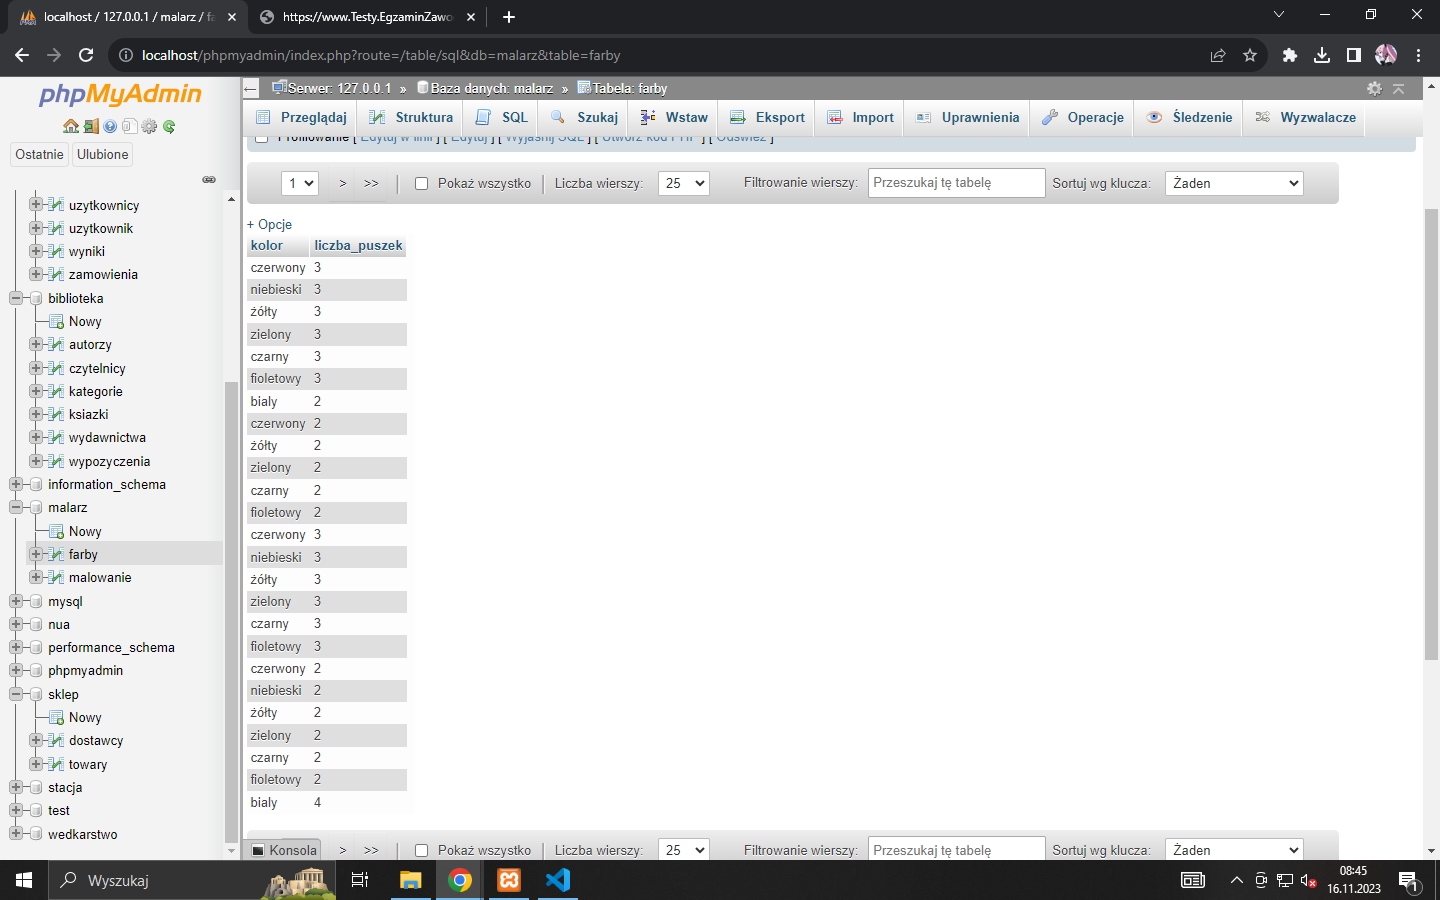 localhost / 127.0.0.1 / malarz / fa
https://www.Testy.EgzaminZawo
localhost/phpmyadmin/index.php?route=/table/sql&db=malarz&table=farby
phpMyAdmin
Ostatnie Ulubione
uzytkownicy
uzytkownik
wyniki
zamowienia
biblioteka
Nowy
autorzy
czytelnicy
kategorie
ksiazki
wydawnictwa
wypozyczenia
information_schema
malarz
Nowy
farby
malowanie
mysql
nua
performance_schema
phpmyadmin
sklep
Nowy
dostawcy
towary
stacja
test
wedkarstwo
Serwer: 127.0.0.1 » Baza danych: malarz » Tabela: farby
Przeglądaj Struktura SQL Szukaj Wstaw Eksport Import Uprawnienia Operacje Śledzenie Wyzwalacze
Profilowanie [ Edytuj w linii ] [ Edytuj ] [ Wyjaśnij SQL ] [ Utwórz kod PHP ] [ Odśwież ]
1 > >> | Pokaż wszystko | Liczba wierszy: 25 Filtrowanie wierszy: Przeszukaj tę tabelę Sortuj wg klucza: Żaden
+ Opcje
kolor liczba_puszek
czerwony 3
niebieski 3
żółty 3
zielony 3
czarny 3
fioletowy 3
bialy 2
czerwony 2
żółty 2
zielony 2
czarny 2
fioletowy 2
czerwony 3
niebieski 3
żółty 3
zielony 3
czarny 3
fioletowy 3
czerwony 2
niebieski 2
żółty 2
zielony 2
czarny 2
fioletowy 2
bialy 4
Konsola > >> | Pokaż wszystko | Liczba wierszy: 25 Filtrowanie wierszy: Przeszukaj tę tabelę Sortuj wg klucza: Żaden
Wyszukaj
08:45
16.11.2023
1